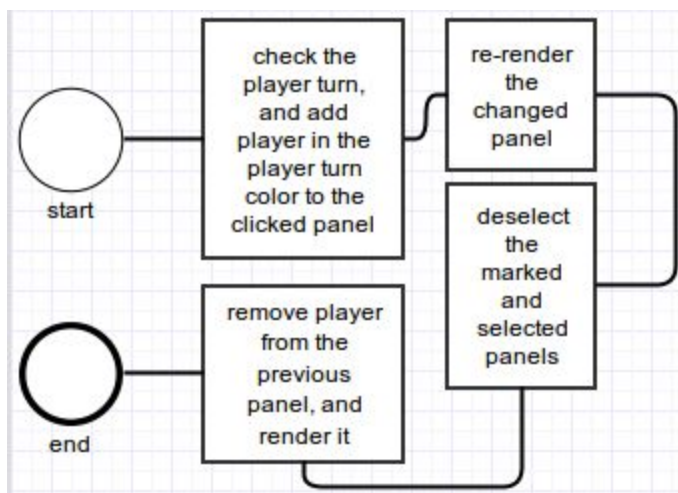 start
check the
player turn,
and add
player in the
player turn
color to the
clicked panel
re-render
the
changed
panel
deselect
the
marked
and
selected
panels
remove player
from the
previous
panel, and
render it
end